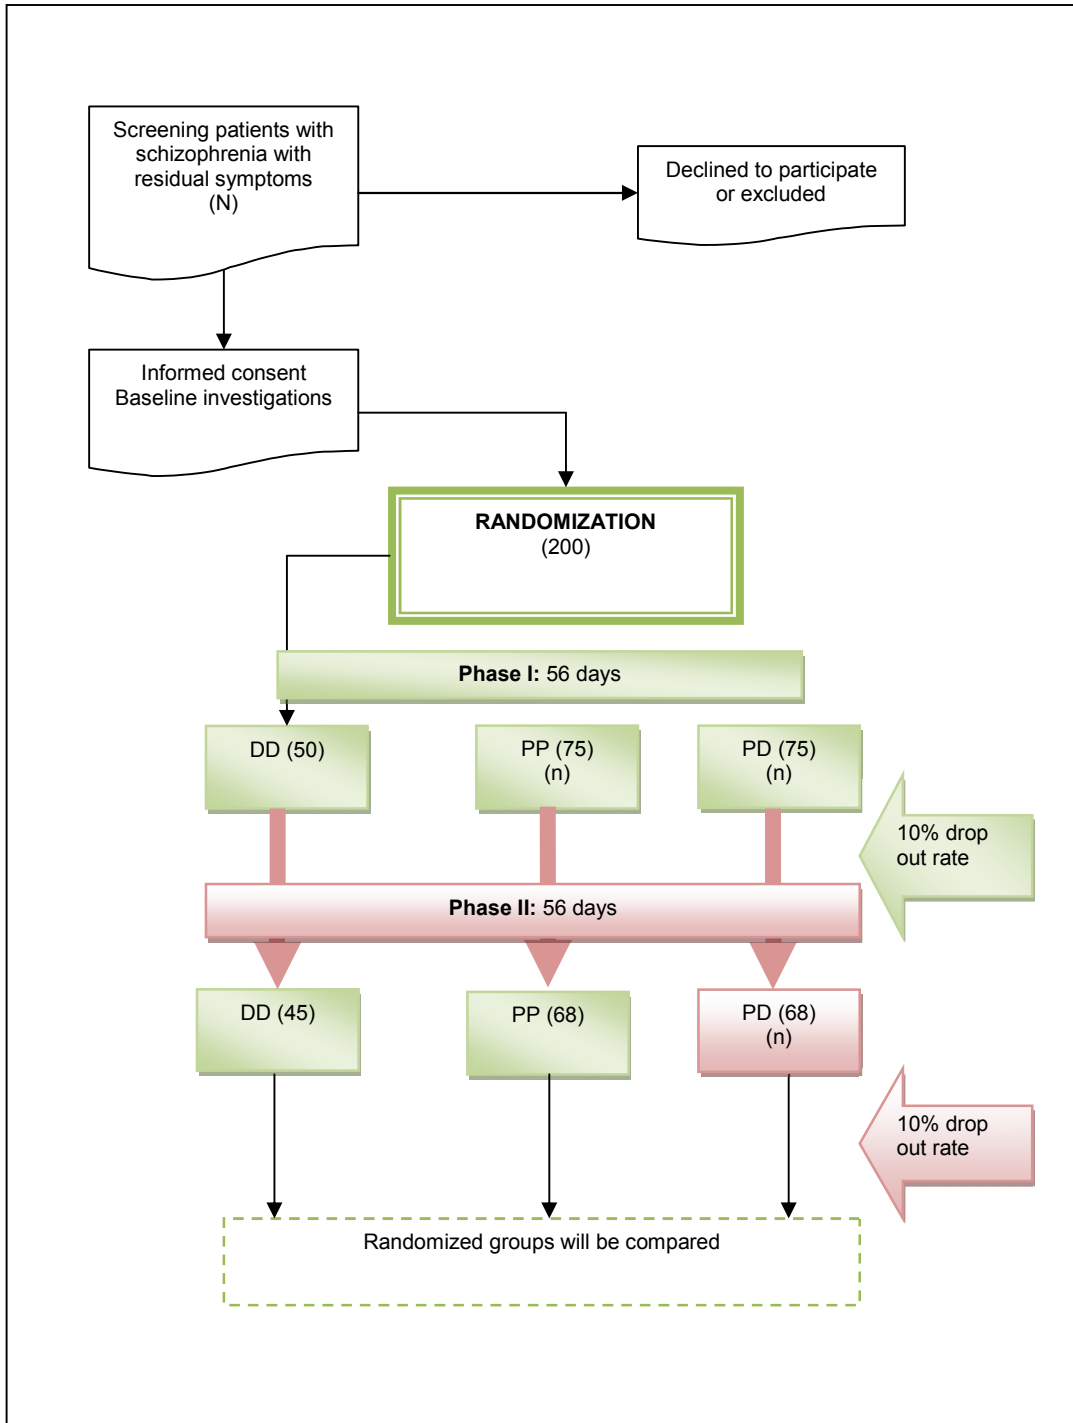 Screening patients with
schizophrenia with
residual symptoms
(N)
Declined to participate
or excluded
Informed consent
Baseline investigations
RANDOMIZATION
(200)
Phase I: 56 days
DD (50)
PP (75)
(n)
PD (75)
(n)
10% drop
out rate
Phase II: 56 days
DD (45)
PP (68)
PD (68)
(n)
10% drop
out rate
Randomized groups will be compared